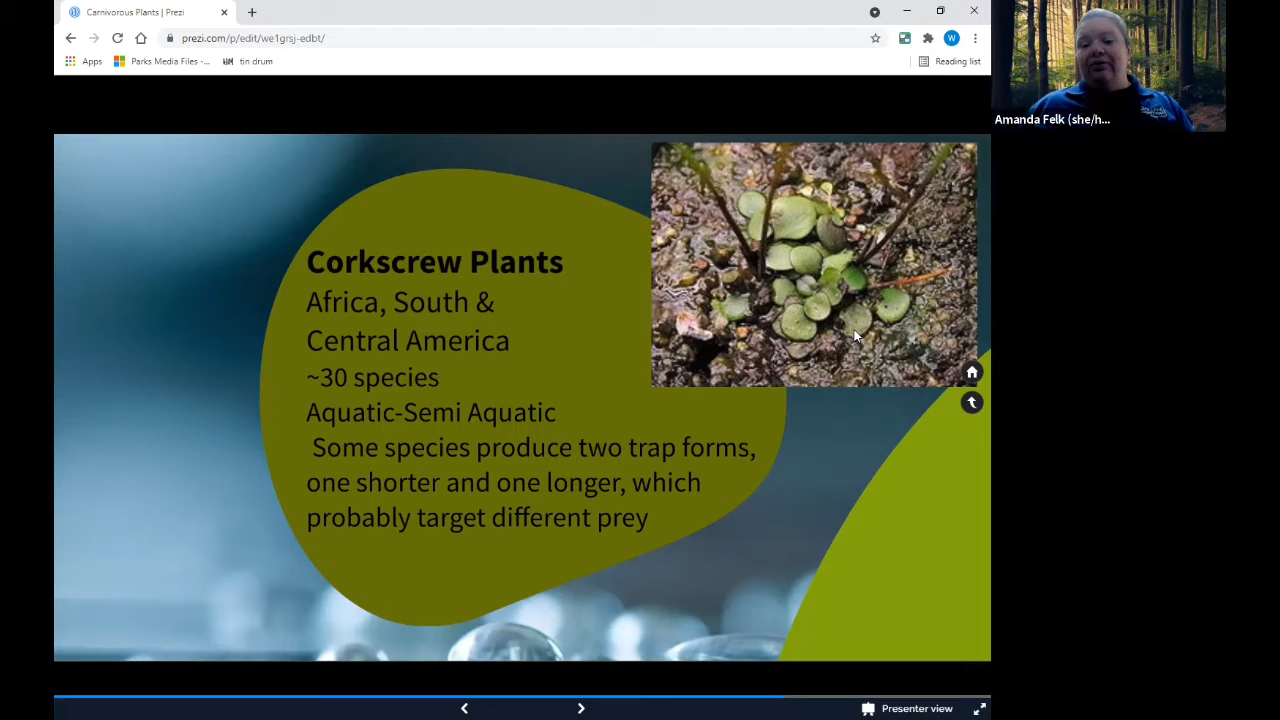 Carnivorous Plants | Prezi
prezi.com/p/edit/we1grsj-edbt/
W
Apps
Parks Media Files -...
tin drum
Reading list
Amanda Felk (she/h...
Corkscrew Plants
Africa, South &
Central America
~30 species
Aquatic-Semi Aquatic
Some species produce two trap forms,
one shorter and one longer, which
probably target different prey
Presenter view